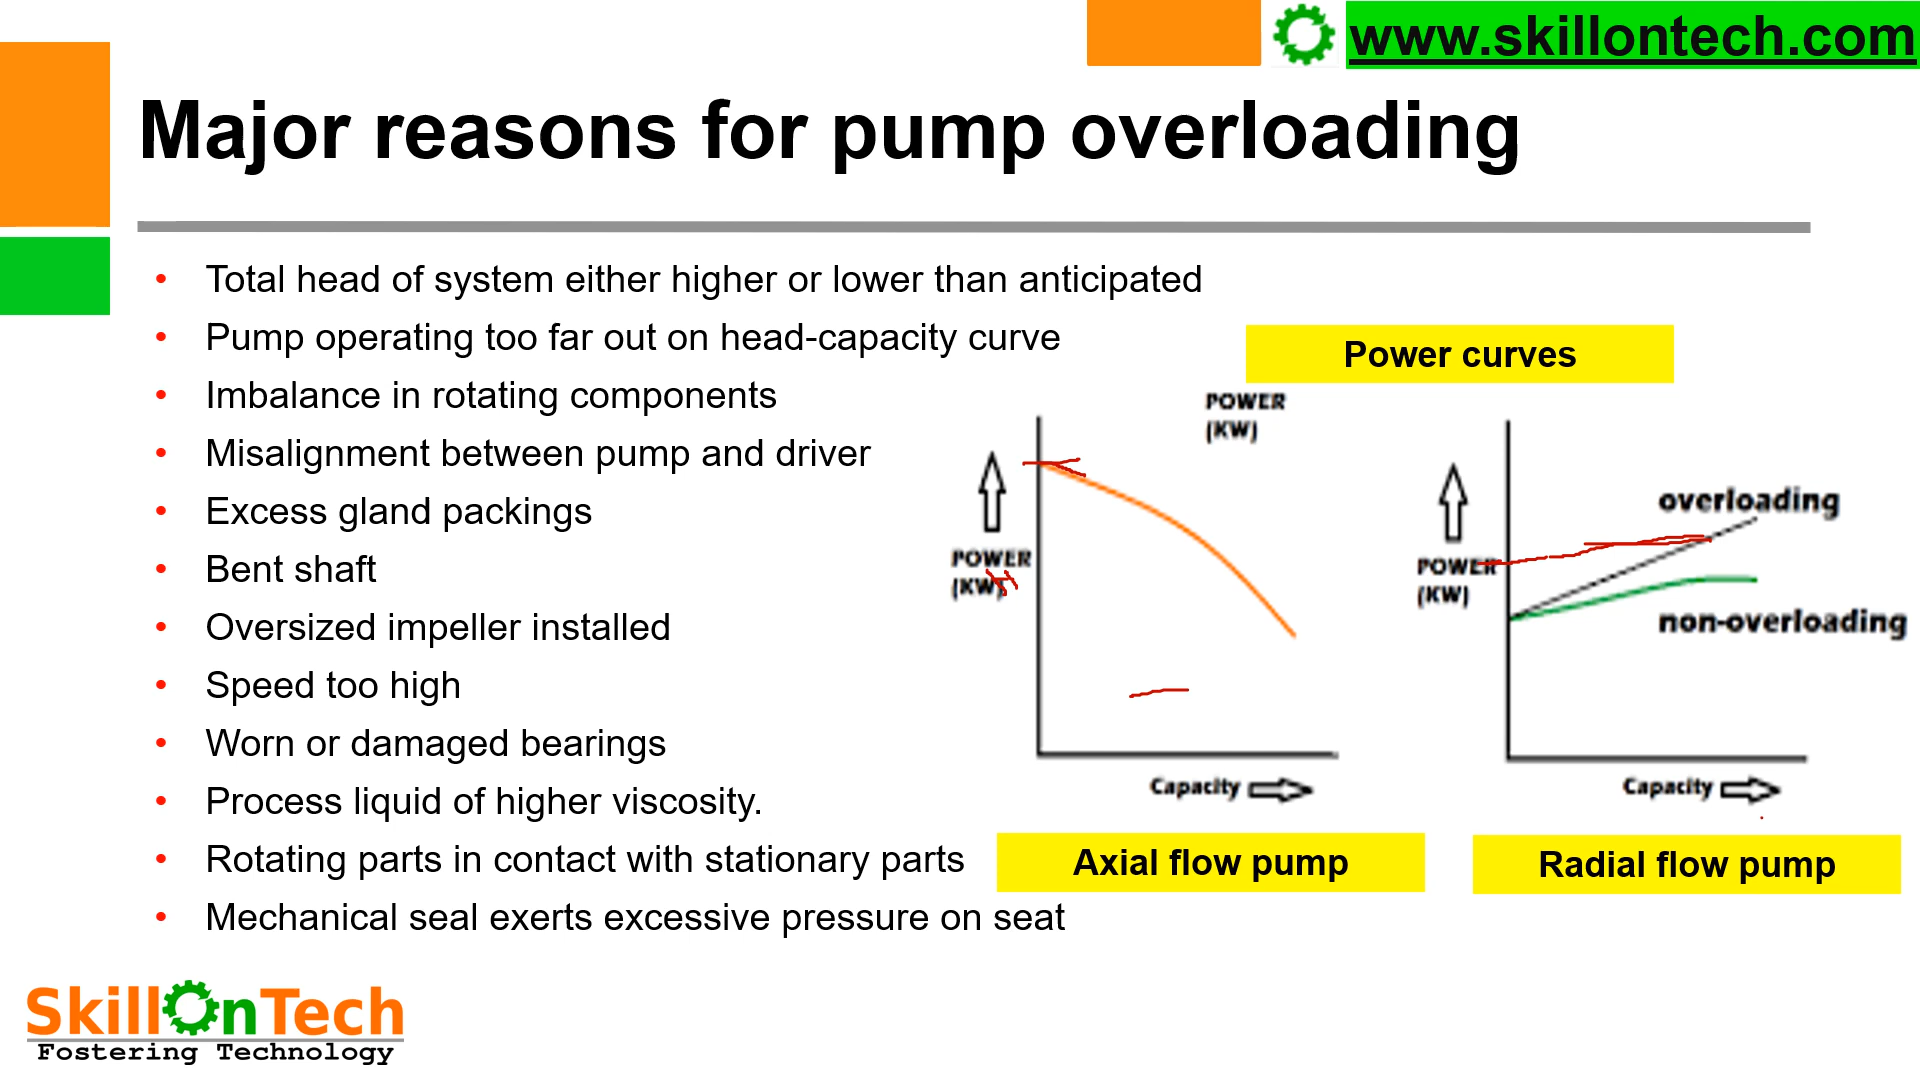 www.skillontech.com
Major reasons for pump overloading
• Total head of system either higher or lower than anticipated
• Pump operating too far out on head-capacity curve
• Imbalance in rotating components
• Misalignment between pump and driver
• Excess gland packings
• Bent shaft
• Oversized impeller installed
• Speed too high
• Worn or damaged bearings
• Process liquid of higher viscosity.
• Rotating parts in contact with stationary parts
• Mechanical seal exerts excessive pressure on seat
Power curves
POWER
(KW)
POWER
(KW)
Capacity
Axial flow pump
POWER
(KW)
overloading
non-overloading
Capacity
Radial flow pump
SkillOnTech
Fostering Technology